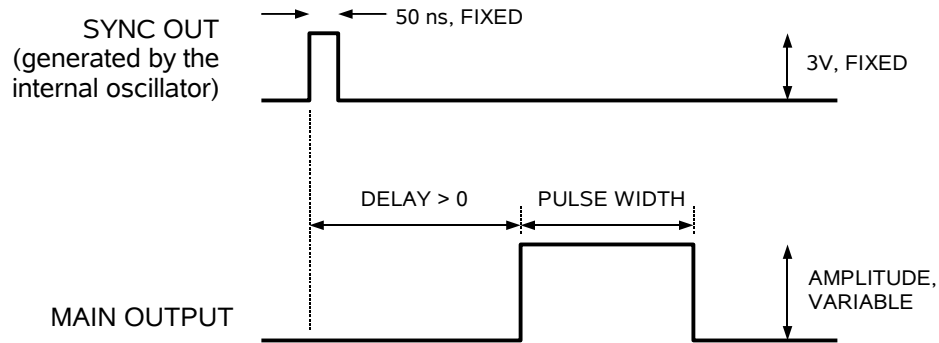 50 ns, FIXED
SYNC OUT
(generated by the
internal oscillator)
3V, FIXED
DELAY > 0
PULSE WIDTH
AMPLITUDE,
VARIABLE
MAIN OUTPUT